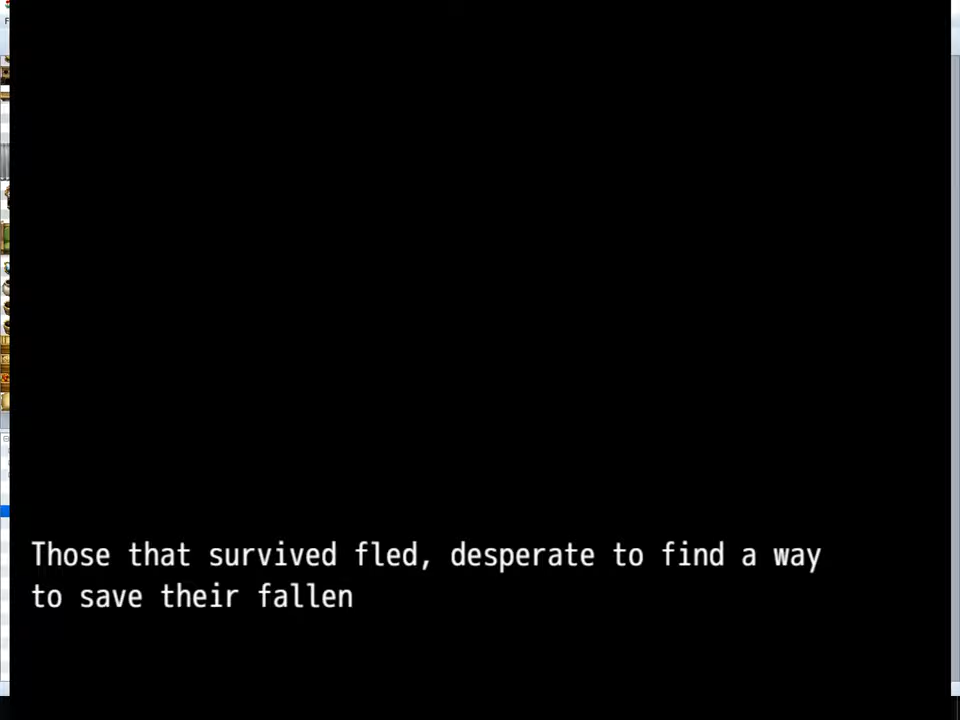 Those that survived fled, desperate to find a way
to save their fallen